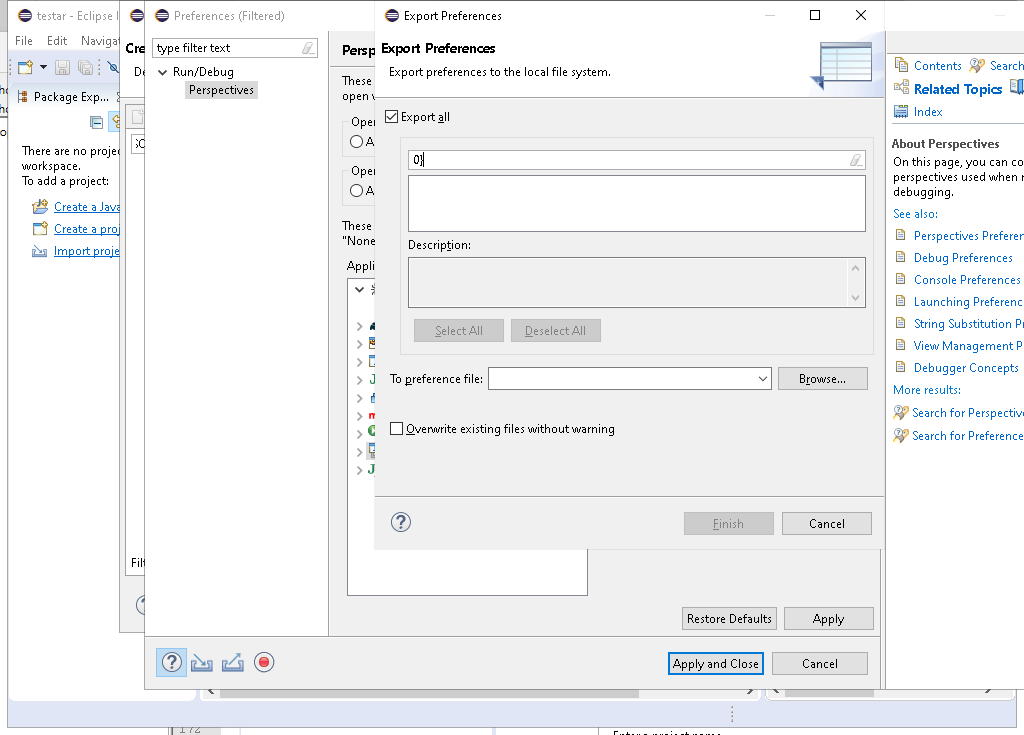 testar - Eclipse I
File Edit Navigat
Package Exp...
There are no projec
workspace.
To add a project:
Create a Java
Create a proj
Import proje
Cre
De
Filt
Preferences (Filtered)
type filter text
Run/Debug
Perspectives
Persp
These
open v
Oper
A
Oper
A
These
"None
Appli
Restore Defaults
Apply
Apply and Close
Cancel
Export Preferences
Export Preferences
Export preferences to the local file system.
Export all
0}
Description:
Select All
Deselect All
To preference file:
Browse...
Overwrite existing files without warning
Finish
Cancel
Contents
Search
Related Topics
Index
About Perspectives
On this page, you can co
perspectives used when r
debugging.
See also:
Perspectives Preferen
Debug Preferences
Console Preferences
Launching Preferenc
String Substitution Pr
View Management P
Debugger Concepts
More results:
Search for Perspective
Search for Preference
172
Enter a project name